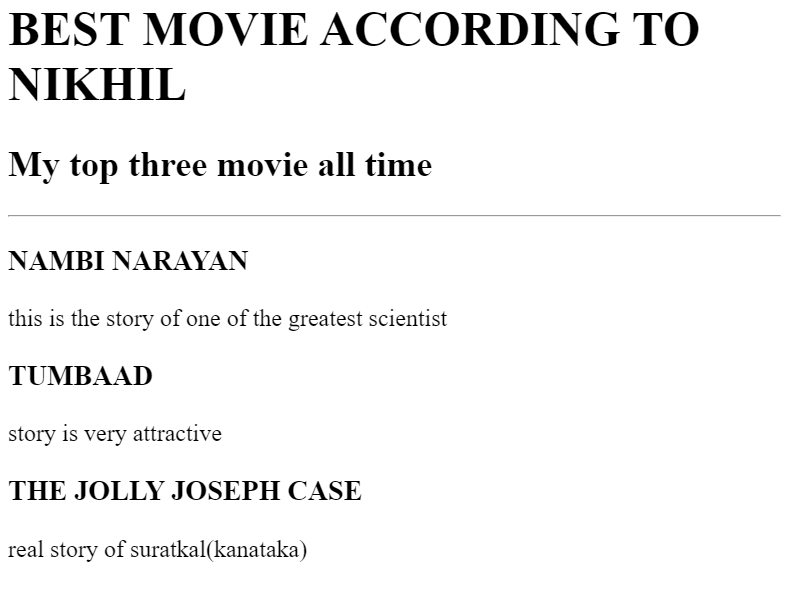 BEST MOVIE ACCORDING TO
NIKHIL
My top three movie all time
NAMBI NARAYAN
this is the story of one of the greatest scientist
TUMBAAD
story is very attractive
THE JOLLY JOSEPH CASE
real story of suratkal(kanataka)